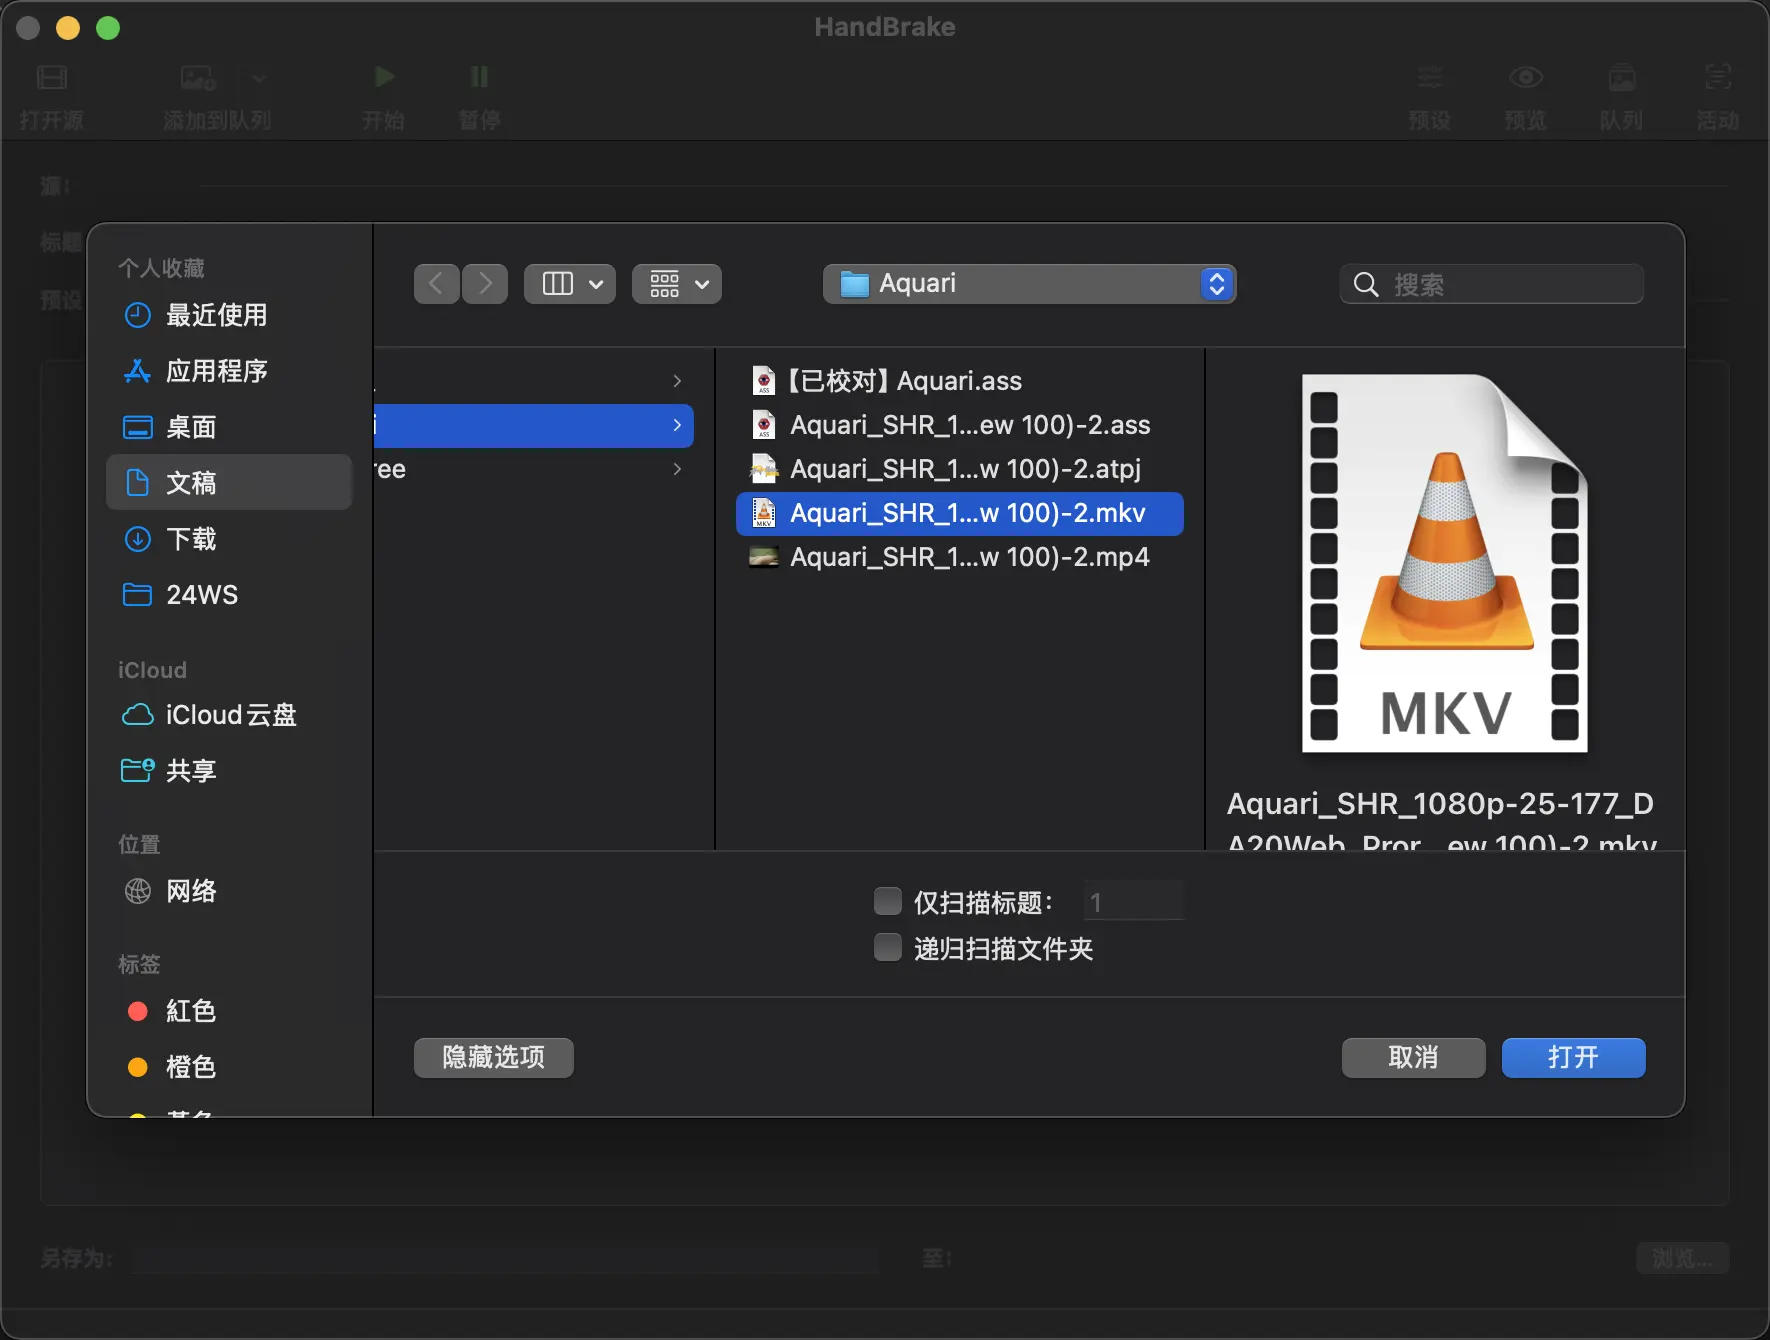 HandBrake
打开源
添加到队列
开始
暂停
预设
预览
队列
活动
源:
标题
预设
个人收藏
最近使用
应用程序
桌面
文稿
下载
24WS
iCloud
iCloud云盘
共享
位置
网络
标签
紅色
橙色
Aquari
搜索
ree
【已校对】Aquari.ass
Aquari_SHR_1...ew 100)-2.ass
Aquari_SHR_1...w 100)-2.atpj
Aquari_SHR_1...w 100)-2.mkv
Aquari_SHR_1...w 100)-2.mp4
MKV
Aquari_SHR_1080p-25-177_D
A20Web_Pror...ew 100)-2.mkv
仅扫描标题: 1
递归扫描文件夹
隐藏选项
取消
打开
另存为:
至:
浏览...